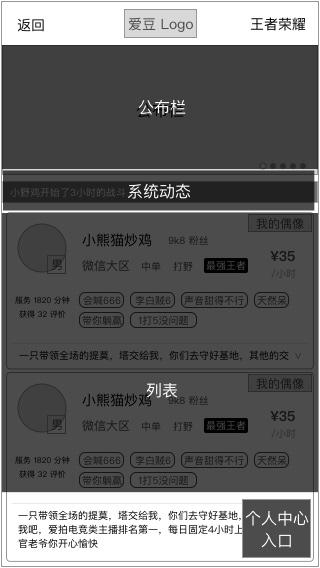 返回
爱豆 Logo
王者荣耀
公布栏
小野鸡开始了3小时的战斗
系统动态
我的偶像
小熊猫炒鸡
9k8 粉丝
¥35
/小时
男
微信大区 中单 打野 最强王者
服务 1820 分钟
获得 32 评价
会喊666 李白贼6 声音甜得不行 天然呆
带你躺赢 1打5没问题
一只带领全场的提莫，塔交给我，你们去守好基地，其他的交
我的偶像
列表
小熊猫炒鸡
9k8 粉丝
¥35
/小时
男
微信大区 中单 打野 最强王者
服务 1820 分钟
获得 32 评价
会喊666 李白贼6 声音甜得不行 天然呆
带你躺赢 1打5没问题
一只带领全场的提莫，塔交给我，你们去守好基地，
我吧，爱拍电竞类主播排名第一，每日固定4小时上
官老爷你开心愉快
个人中心
入口